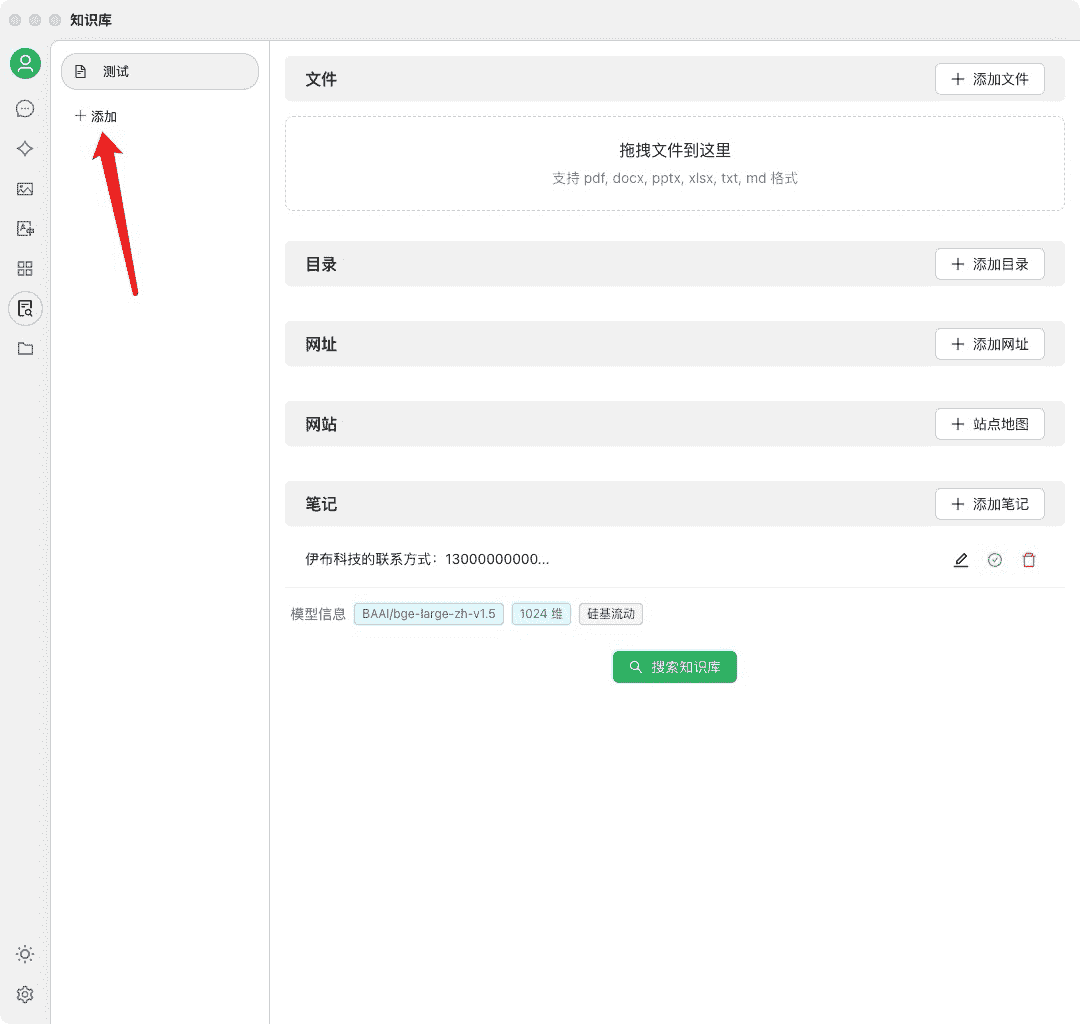 知识库
测试
添加
文件
添加文件
拖拽文件到这里
支持 pdf, docx, pptx, xlsx, txt, md 格式
目录
添加目录
网址
添加网址
网站
站点地图
笔记
添加笔记
伊布科技的联系方式：13000000000...
模型信息 BAAI/bge-large-zh-v1.5 1024 维 硅基流动
搜索知识库